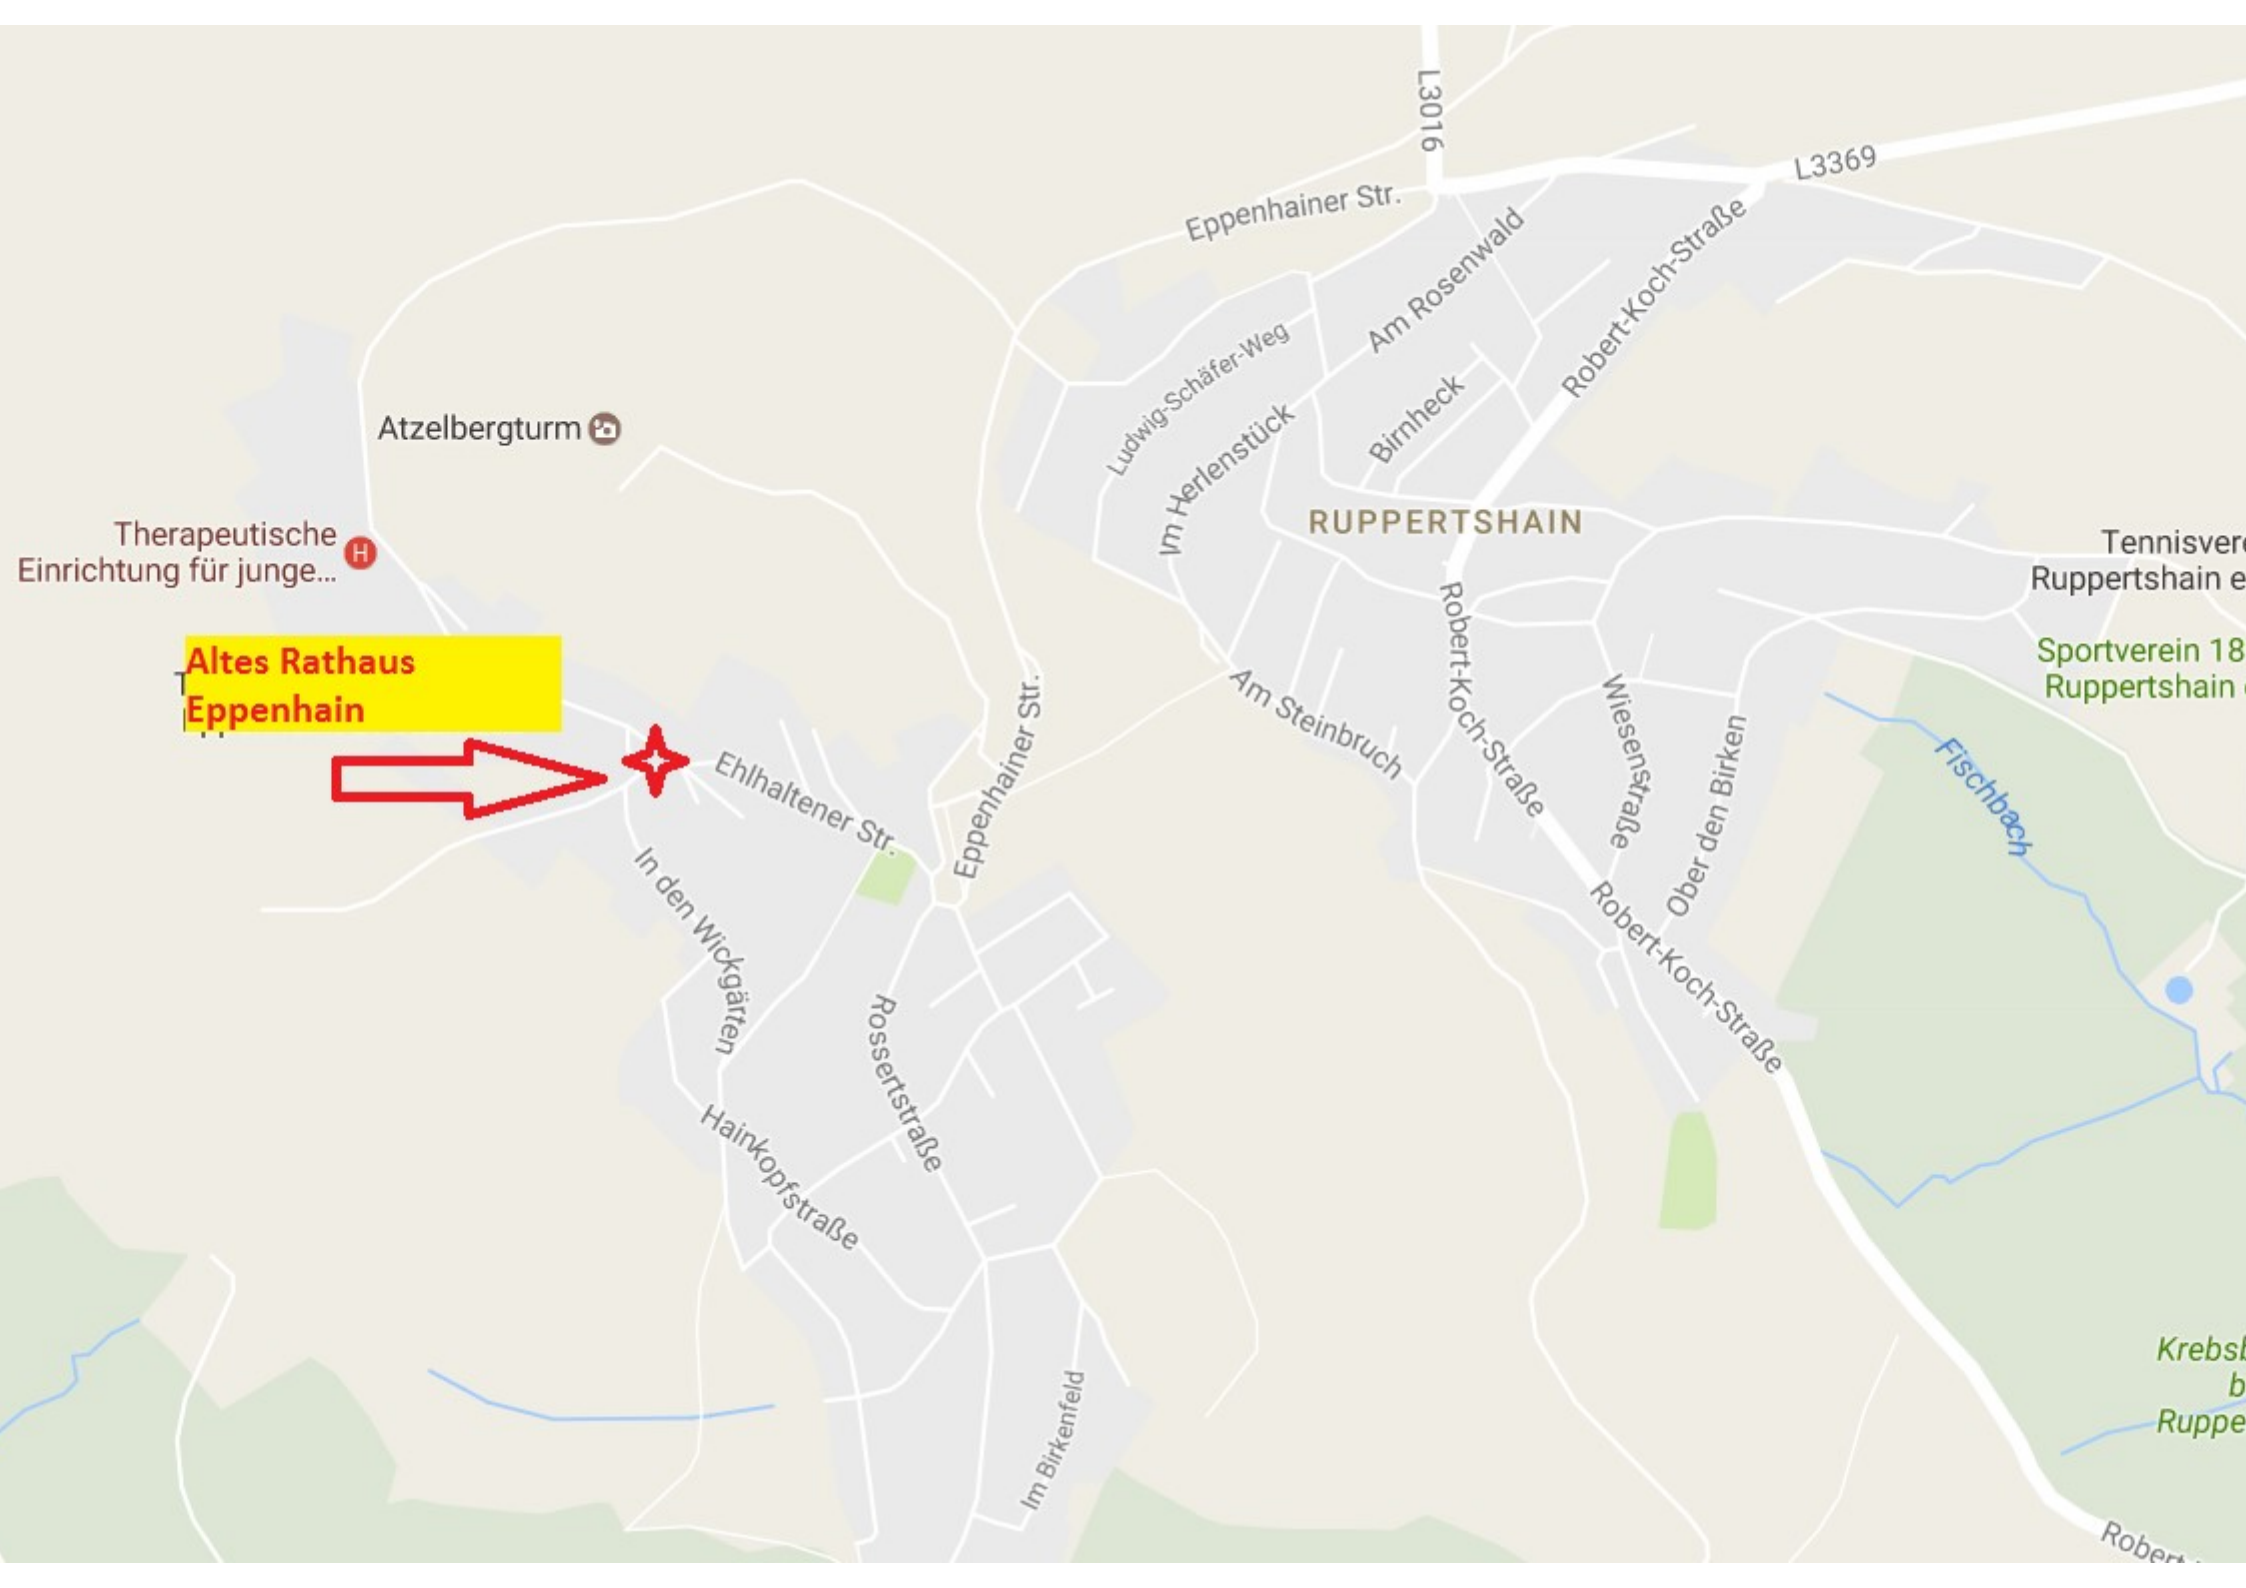 L3016
L3369
Eppenhainer Str.
Am Rosenwald
Robert-Koch-Straße
Ludwig-Schäfer-Weg
Atzelbergturm
Birnheck
Im Herlenstück
RUPPERTSHAIN
Therapeutische
Einrichtung für junge...
H
Tennisver
Ruppertshain e
Robert-Koch-Straße
Sportverein 18
Ruppertshain
Altes Rathaus
Eppenhain
Am Steinbruch
Eppenhainer Str.
Wiesenstraße
Ober den Birken
Fischbach
Ehlhaltener Str.
In den Wickgärten
Robert-Koch-Straße
Rossertstraße
Hainkopfstraße
Krebsb
b
Ruppe
Im Birkenfeld
Robert